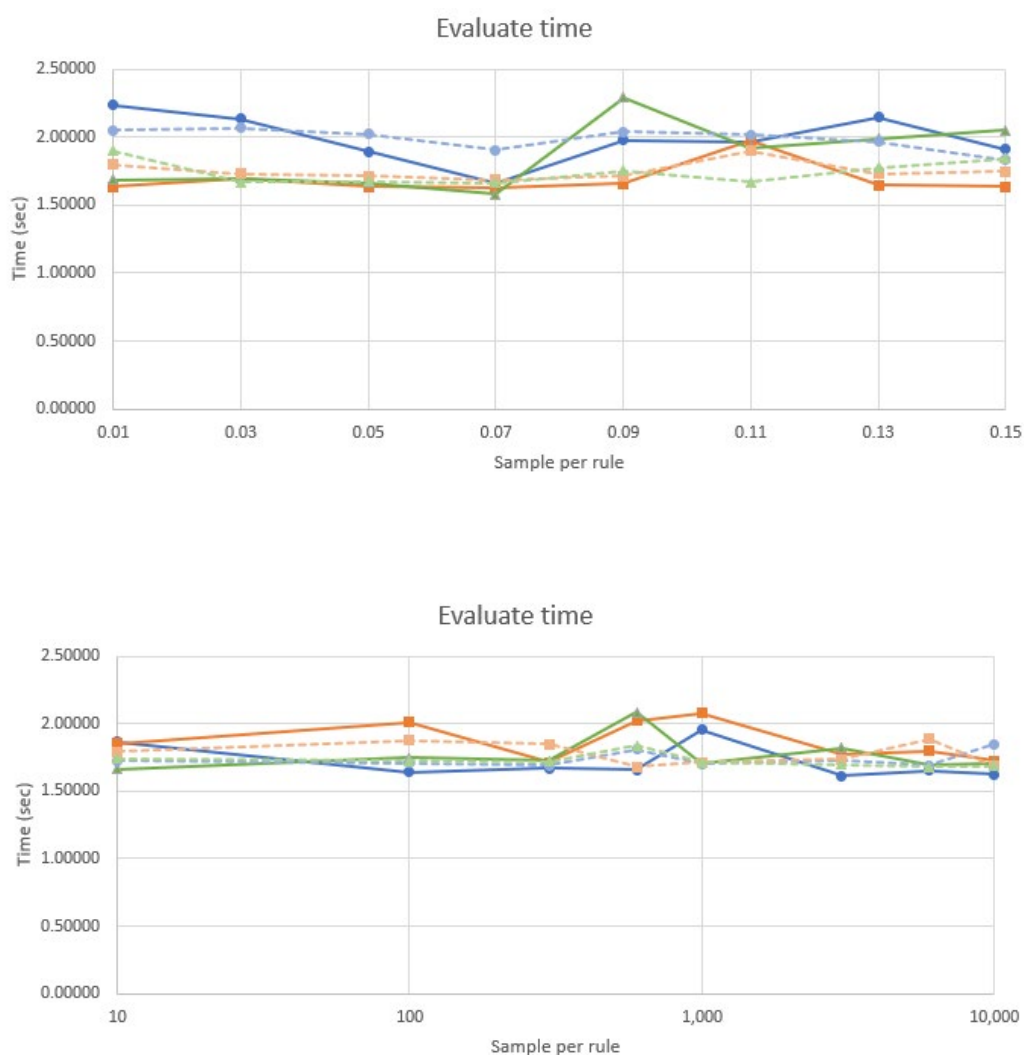 Evaluate time
2.50000
2.00000
1.50000
1.00000
0.50000
0.00000
Time (sec)
0.01 0.03 0.05 0.07 0.09 0.11 0.13 0.15
Sample per rule
Evaluate time
2.50000
2.00000
1.50000
1.00000
0.50000
0.00000
Time (sec)
10 100 1,000 10,000
Sample per rule